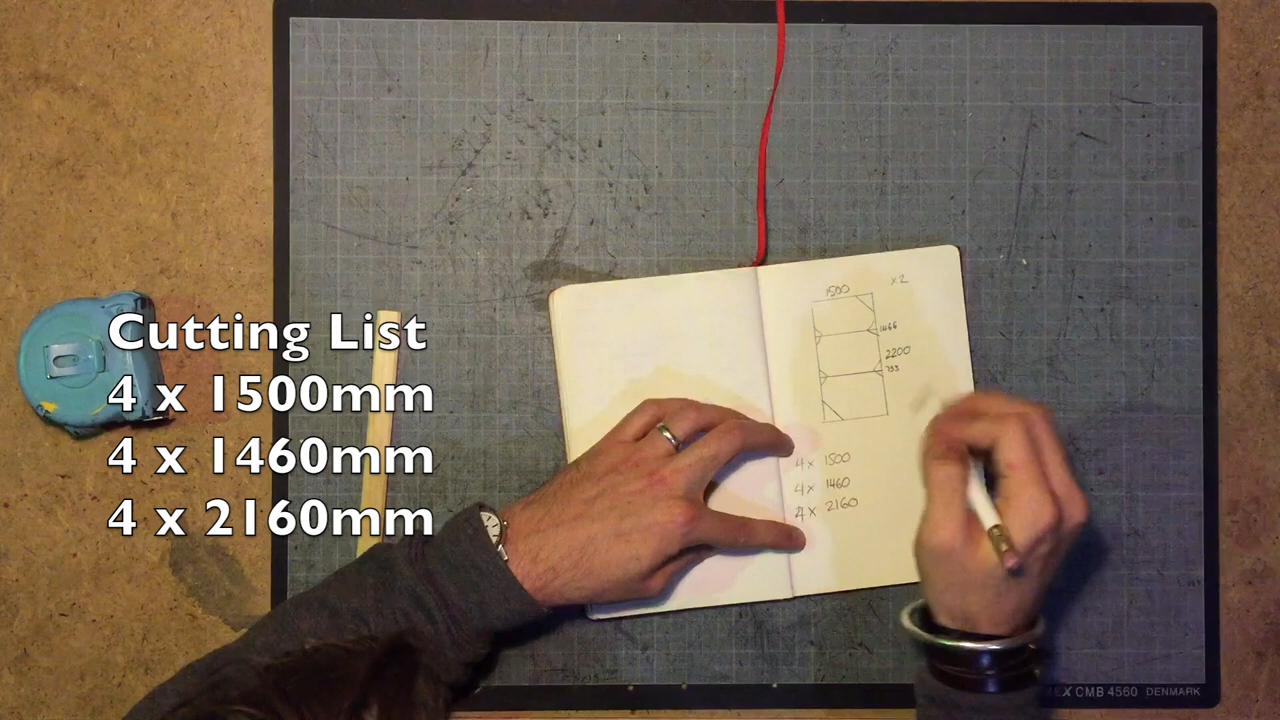 Cutting List
4 x 1500mm
4 x 1460mm
4 x 2160mm
1500
x2
1466
2200
733
4x 1500
4x 1460
4x 2160
CMB 4560 DENMARK